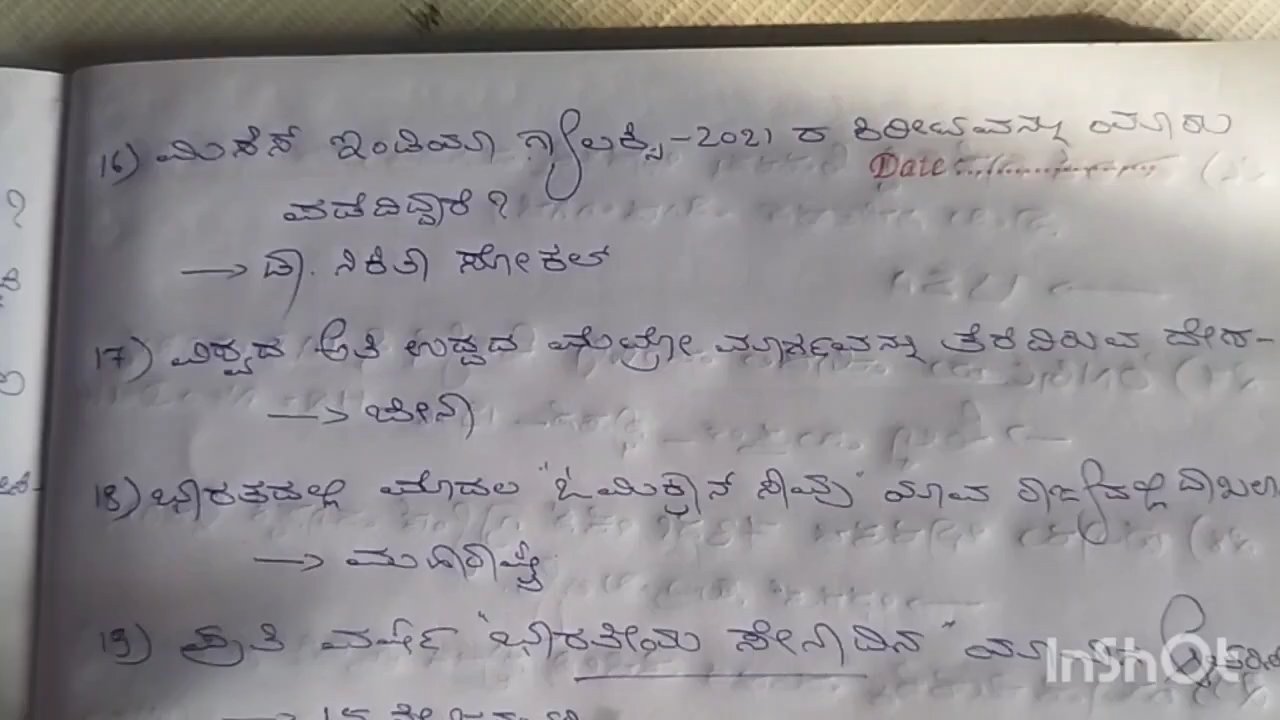 16) ಮಿಸೆಸ್ ಇಂಡಿಯಾ ಗ್ಯಾಲಕ್ಸಿ-2021 ರ ಕಿರೀಟವನ್ನು ಯಾರು
Date
ಪಡೆದಿದ್ದಾರೆ ?
→ ಡಾ. ನಿಕಿತಾ ಸೋಕಲ್
17) ವಿಶ್ವದ ಅತಿ ಉದ್ದದ ಮೆಟ್ರೋ ಮಾರ್ಗವನ್ನು ತೆರೆದಿರುವ ದೇಶ-
→ ಚೀನಾ
18) ಭಾರತದಲ್ಲಿ ಮೊದಲ "ಓಮಿಕ್ರಾನ್ ಸಾವು" ಯಾವ ರಾಜ್ಯದಲ್ಲಿ ದಾಖಲಾ
→ ಮಹಾರಾಷ್ಟ್ರ
19) ಪ್ರತಿ ವರ್ಷ "ಭಾರತೀಯ ಸೇನಾ ದಿನ"
InShOt